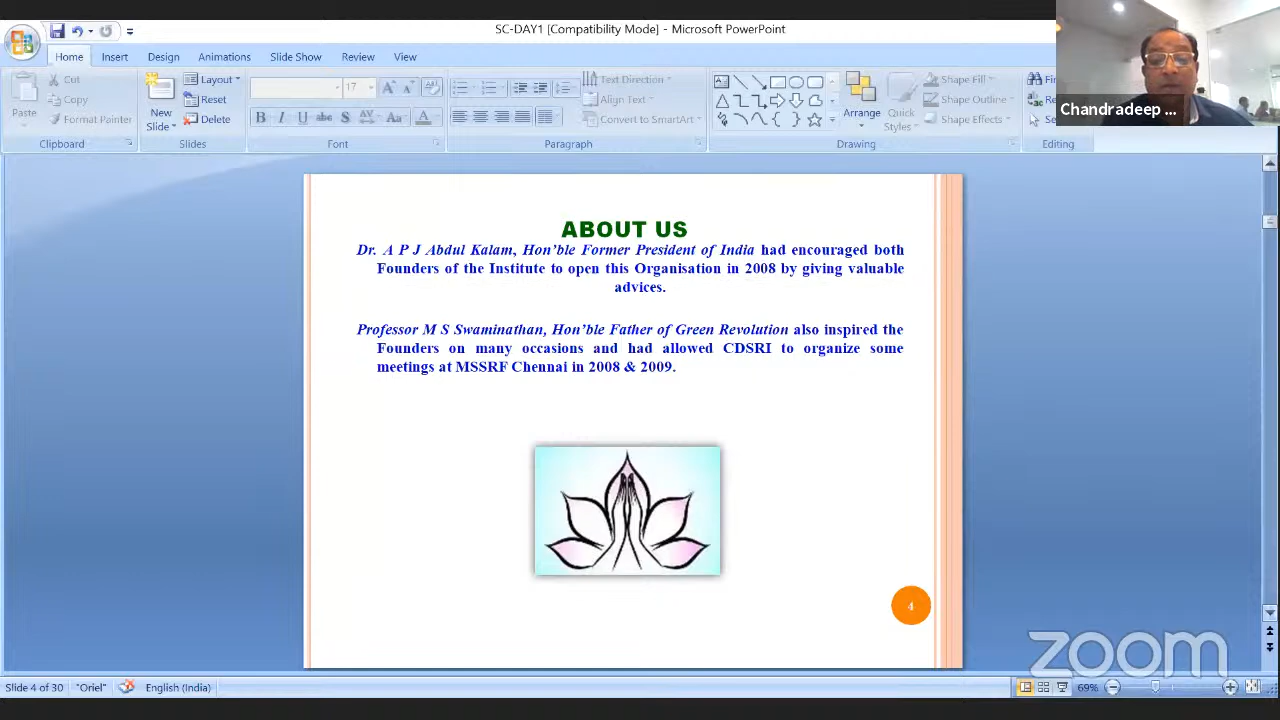 SC-DAY1 [Compatibility Mode] - Microsoft PowerPoint
Home Insert Design Animations Slide Show Review View
Cut
Copy
Format Painter
Paste
Clipboard
New
Slide
Layout
Reset
Delete
Slides
17
Font
Text Direction
Align Text
Convert to SmartArt
Paragraph
Arrange
Quick
Styles
Shape Fill
Shape Outline
Shape Effects
Drawing
Editing
Chandradeep ...
ABOUT US
Dr. A P J Abdul Kalam, Hon’ble Former President of India had encouraged both
Founders of the Institute to open this Organisation in 2008 by giving valuable
advices.
Professor M S Swaminathan, Hon’ble Father of Green Revolution also inspired the
Founders on many occasions and had allowed CDSRI to organize some
meetings at MSSRF Chennai in 2008 & 2009.
4
zoom
Slide 4 of 30 "Oriel" English (India) 69%